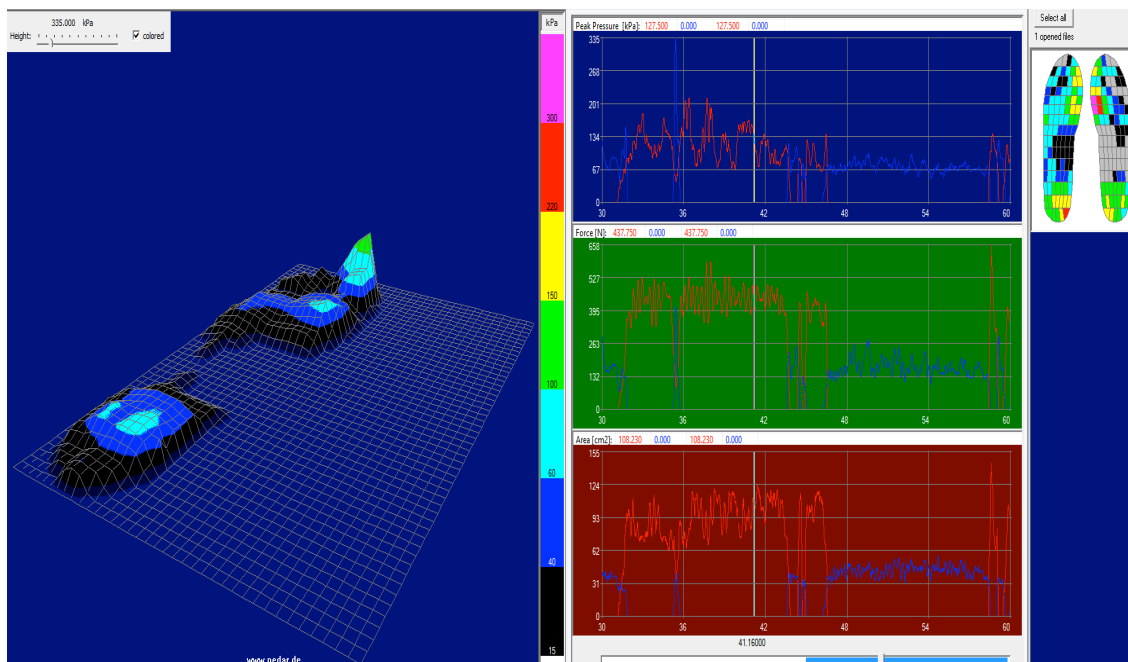 335.000 kPa
Height:
colored
kPa
300
220
150
100
60
40
15
www.pedar.de
Peak Pressure [kPa]: 127.500 0.000 127.500 0.000
335
268
201
134
67
0
30 36 42 48 54 60
Force [N]: 437.750 0.000 437.750 0.000
658
527
395
263
132
0
30 36 42 48 54 60
Area [cm2]: 108.230 0.000 108.230 0.000
155
124
93
62
31
0
30 36 42 48 54 60
41.16000
Select all
1 opened files